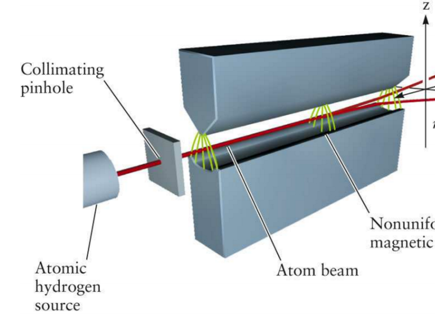 z
Collimating
pinhole
Nonunifo
magnetic
Atom beam
Atomic
hydrogen
source